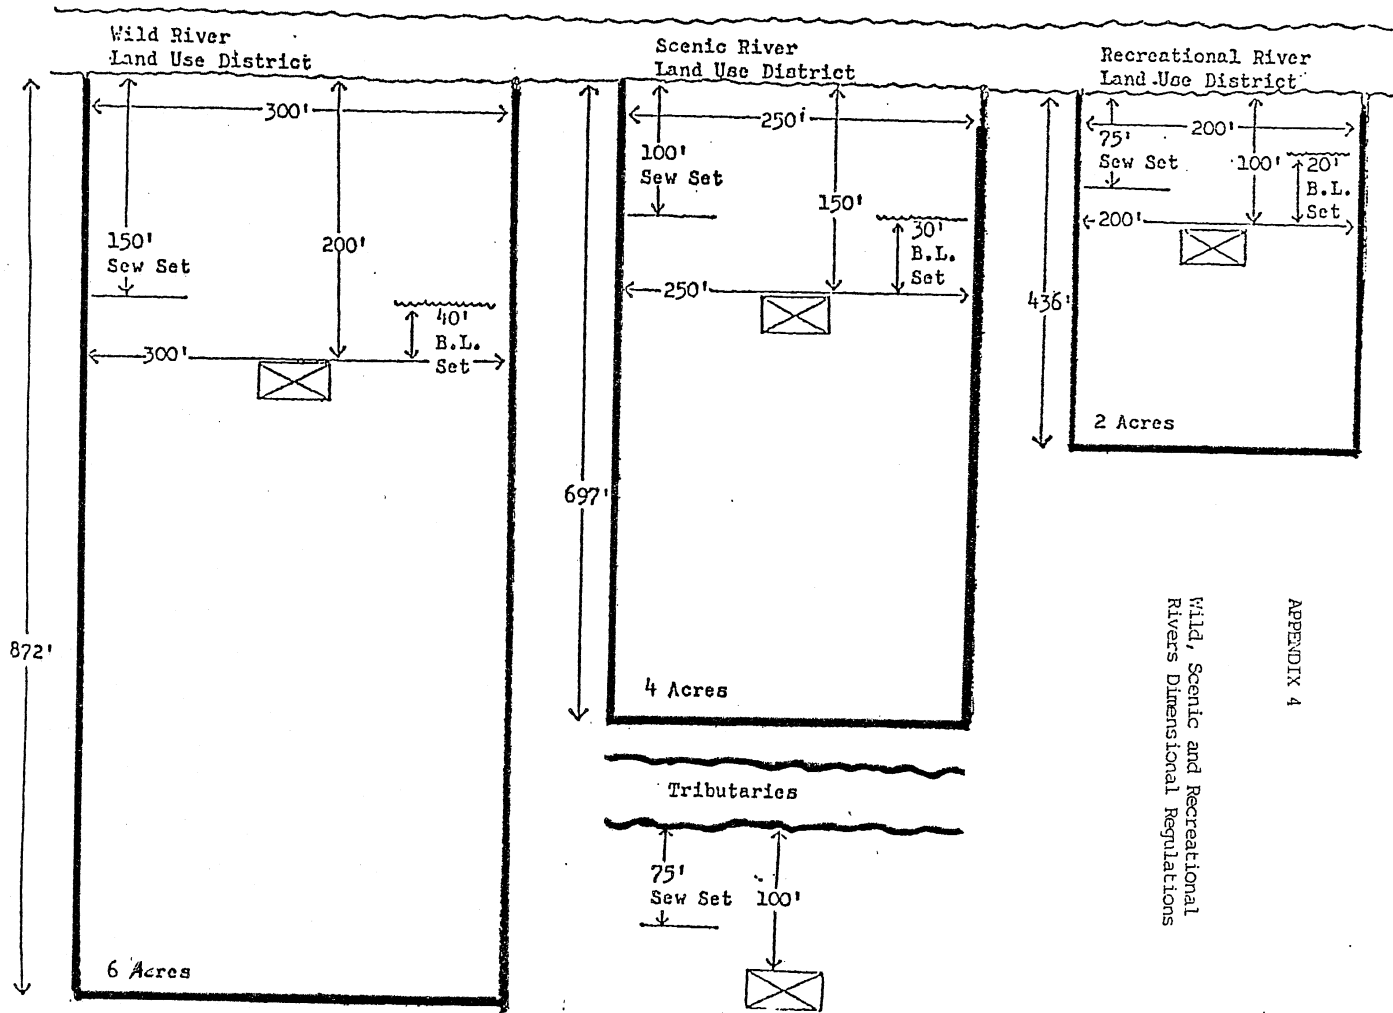 Wild River
Land Use District
300'
150'
Sew Set
200'
40'
B.L.
Set
300'
872'
6 Acres
Scenic River
Land Use District
250'
100'
Sew Set
150'
30'
B.L.
Set
250'
697'
4 Acres
Tributaries
75'
Sew Set
100'
Recreational River
Land Use District
200'
75'
Sew Set
100'
20'
B.L.
Set
200'
436'
2 Acres
APPENDIX 4
Wild, Scenic and Recreational
Rivers Dimensional Regulations